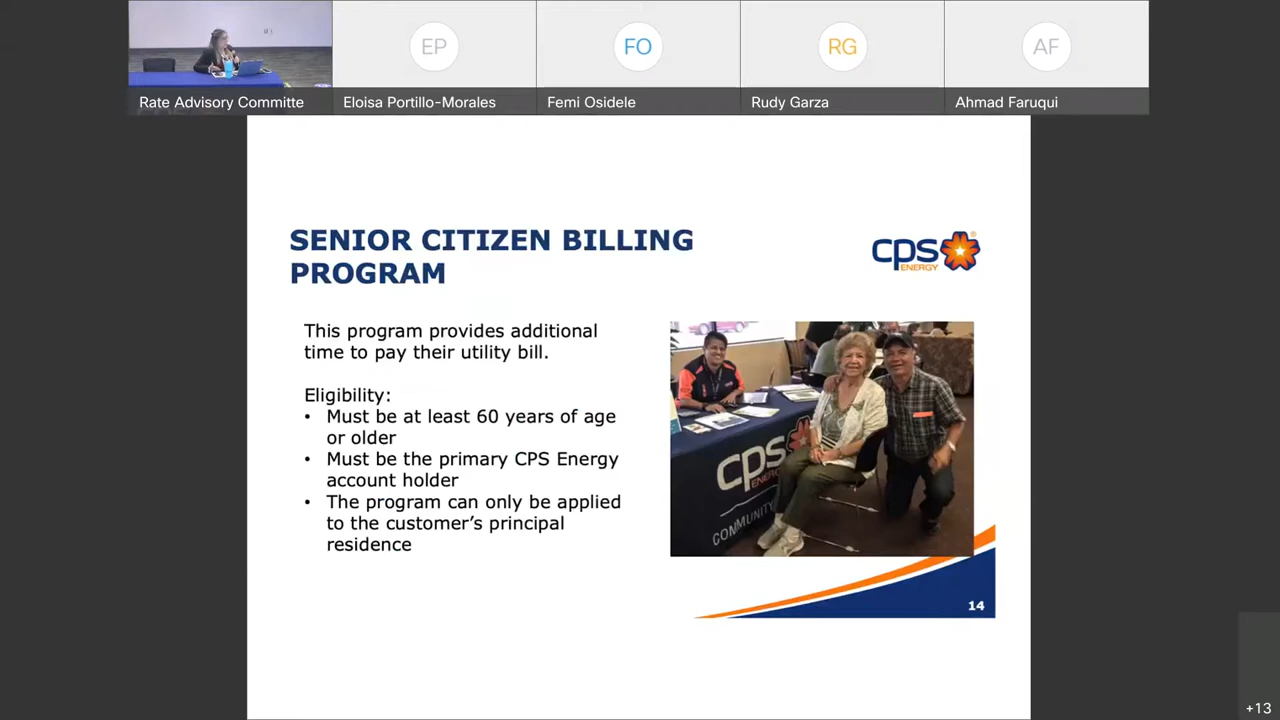 EP
FO
RG
AF
Rate Advisory Committe
Eloisa Portillo-Morales
Femi Osidele
Rudy Garza
Ahmad Faruqui
SENIOR CITIZEN BILLING
PROGRAM
cps
ENERGY
®
This program provides additional
time to pay their utility bill.
Eligibility:
• Must be at least 60 years of age
or older
• Must be the primary CPS Energy
account holder
• The program can only be applied
to the customer’s principal
residence
cps
ENERGY
COMMUNITY
14
+13